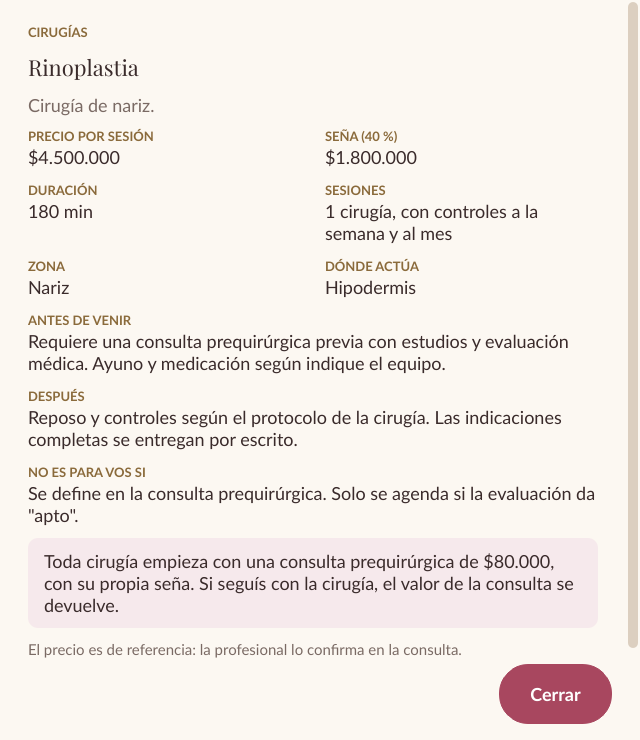 CIRUGÍAS
Rinoplastia
Cirugía de nariz.
PRECIO POR SESIÓN
$4.500.000
SEÑA (40 %)
$1.800.000
DURACIÓN
180 min
SESIONES
1 cirugía, con controles a la
semana y al mes
ZONA
Nariz
DÓNDE ACTÚA
Hipodermis
ANTES DE VENIR
Requiere una consulta prequirúrgica previa con estudios y evaluación
médica. Ayuno y medicación según indique el equipo.
DESPUÉS
Reposo y controles según el protocolo de la cirugía. Las indicaciones
completas se entregan por escrito.
NO ES PARA VOS SI
Se define en la consulta prequirúrgica. Solo se agenda si la evaluación da
"apto".
Toda cirugía empieza con una consulta prequirúrgica de $80.000,
con su propia seña. Si seguís con la cirugía, el valor de la consulta se
devuelve.
El precio es de referencia: la profesional lo confirma en la consulta.
Cerrar